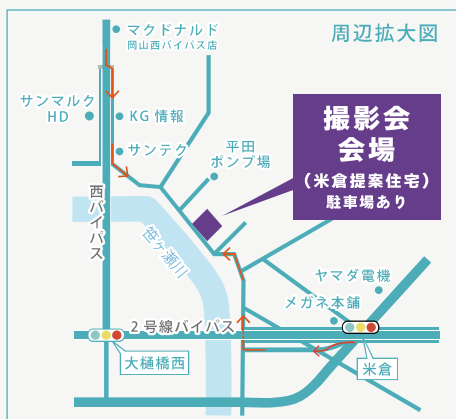 周辺拡大図
マクドナルド
岡山西バイパス店
サンマルク
HD
KG 情報
サンテク
平田
ポンプ場
撮影会
会場
（米倉提案住宅）
駐車場あり
西バイパス
笹ヶ瀬川
ヤマダ電機
メガネ本舗
2号線バイパス
大樋橋西
米倉